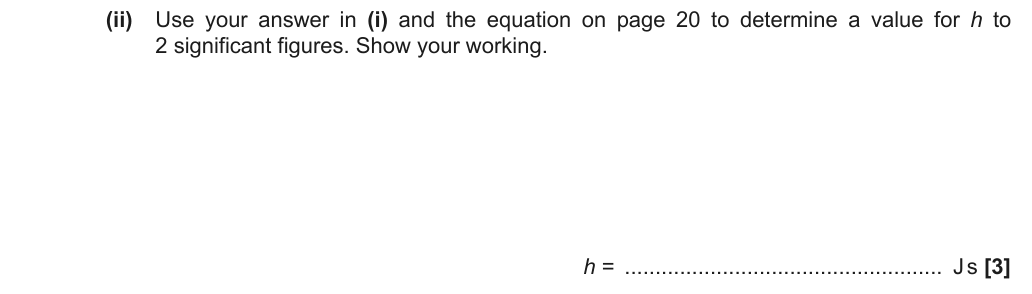 (ii) Use your answer in (i) and the equation on page 20 to determine a value for h to
2 significant figures. Show your working.
h = .................................................... J s [3]